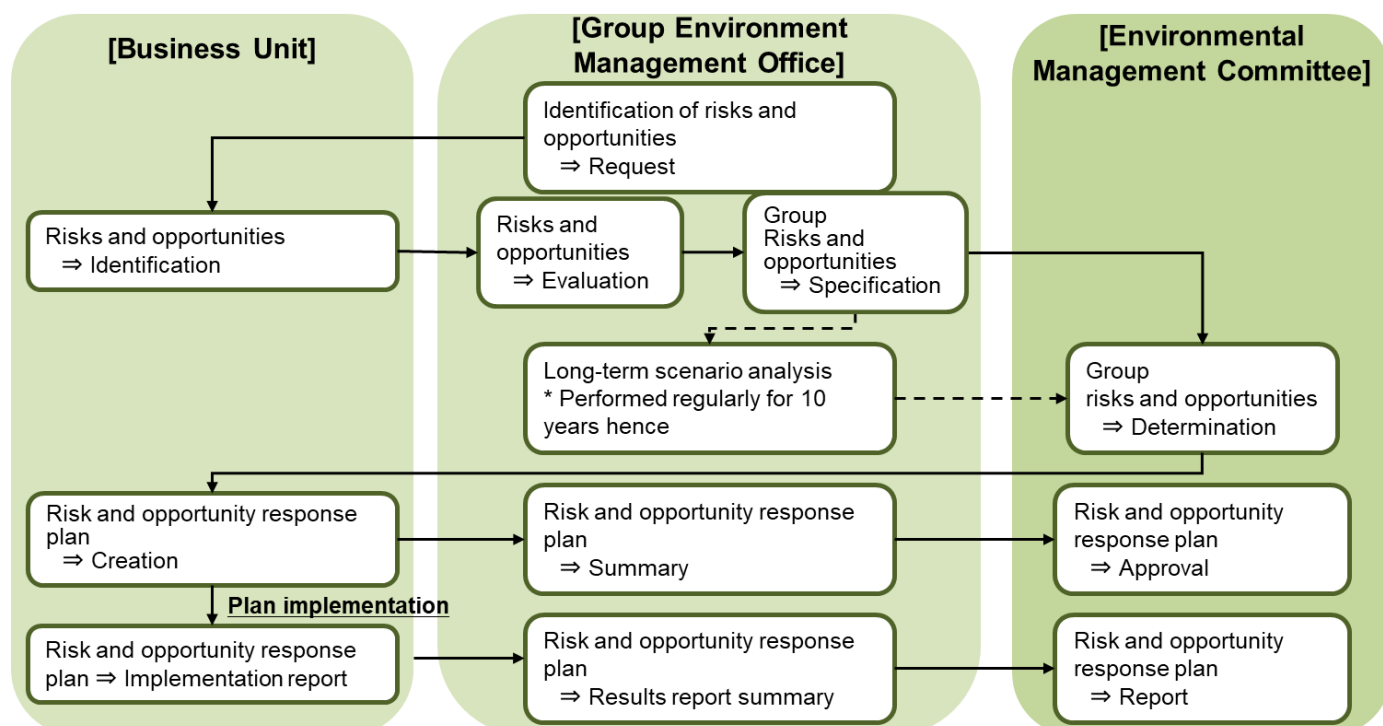 [Business Unit]
[Group Environment
Management Office]
[Environmental
Management Committee]
Identification of risks and
opportunities
⇒ Request
Risks and opportunities
⇒ Identification
Risks and
opportunities
⇒ Evaluation
Group
Risks and
opportunities
⇒ Specification
Long-term scenario analysis
* Performed regularly for 10
years hence
Group
risks and opportunities
⇒ Determination
Risk and opportunity response
plan
⇒ Creation
Risk and opportunity response
plan
⇒ Summary
Risk and opportunity
response plan
⇒ Approval
Plan implementation
Risk and opportunity response
plan ⇒ Implementation report
Risk and opportunity response
plan
⇒ Results report summary
Risk and opportunity
response plan
⇒ Report